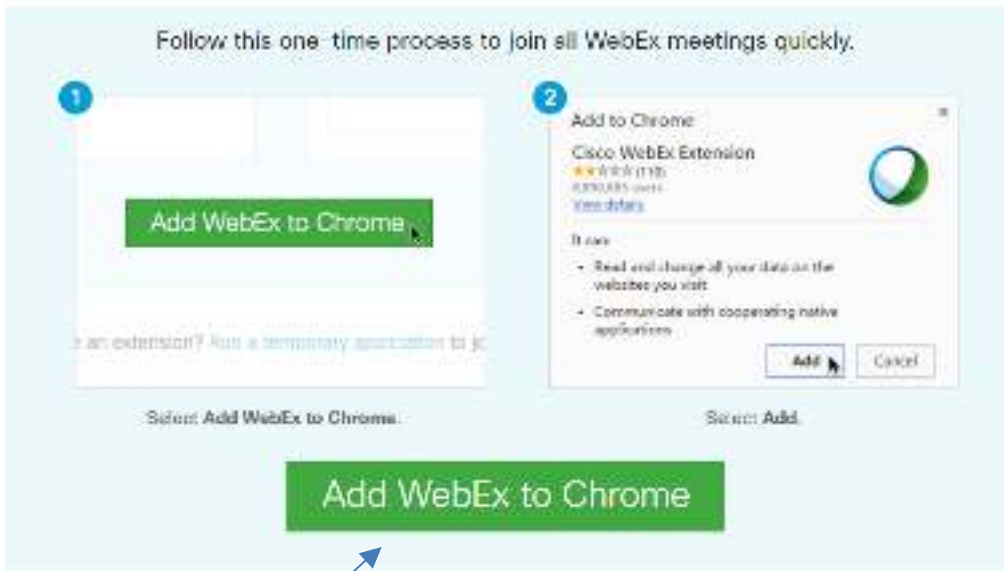 Follow this one time process to join all WebEx meetings quickly.
1
Add WebEx to Chrome
e an extension? Run a temporary application to jo
Select Add WebEx to Chrome.
2
Add to Chrome
Cisco WebEx Extension
users
View details
It can
• Read and change all your data on the
websites you visit
• Communicate with cooperating native
applications
Add
Cancel
Select Add.
Add WebEx to Chrome